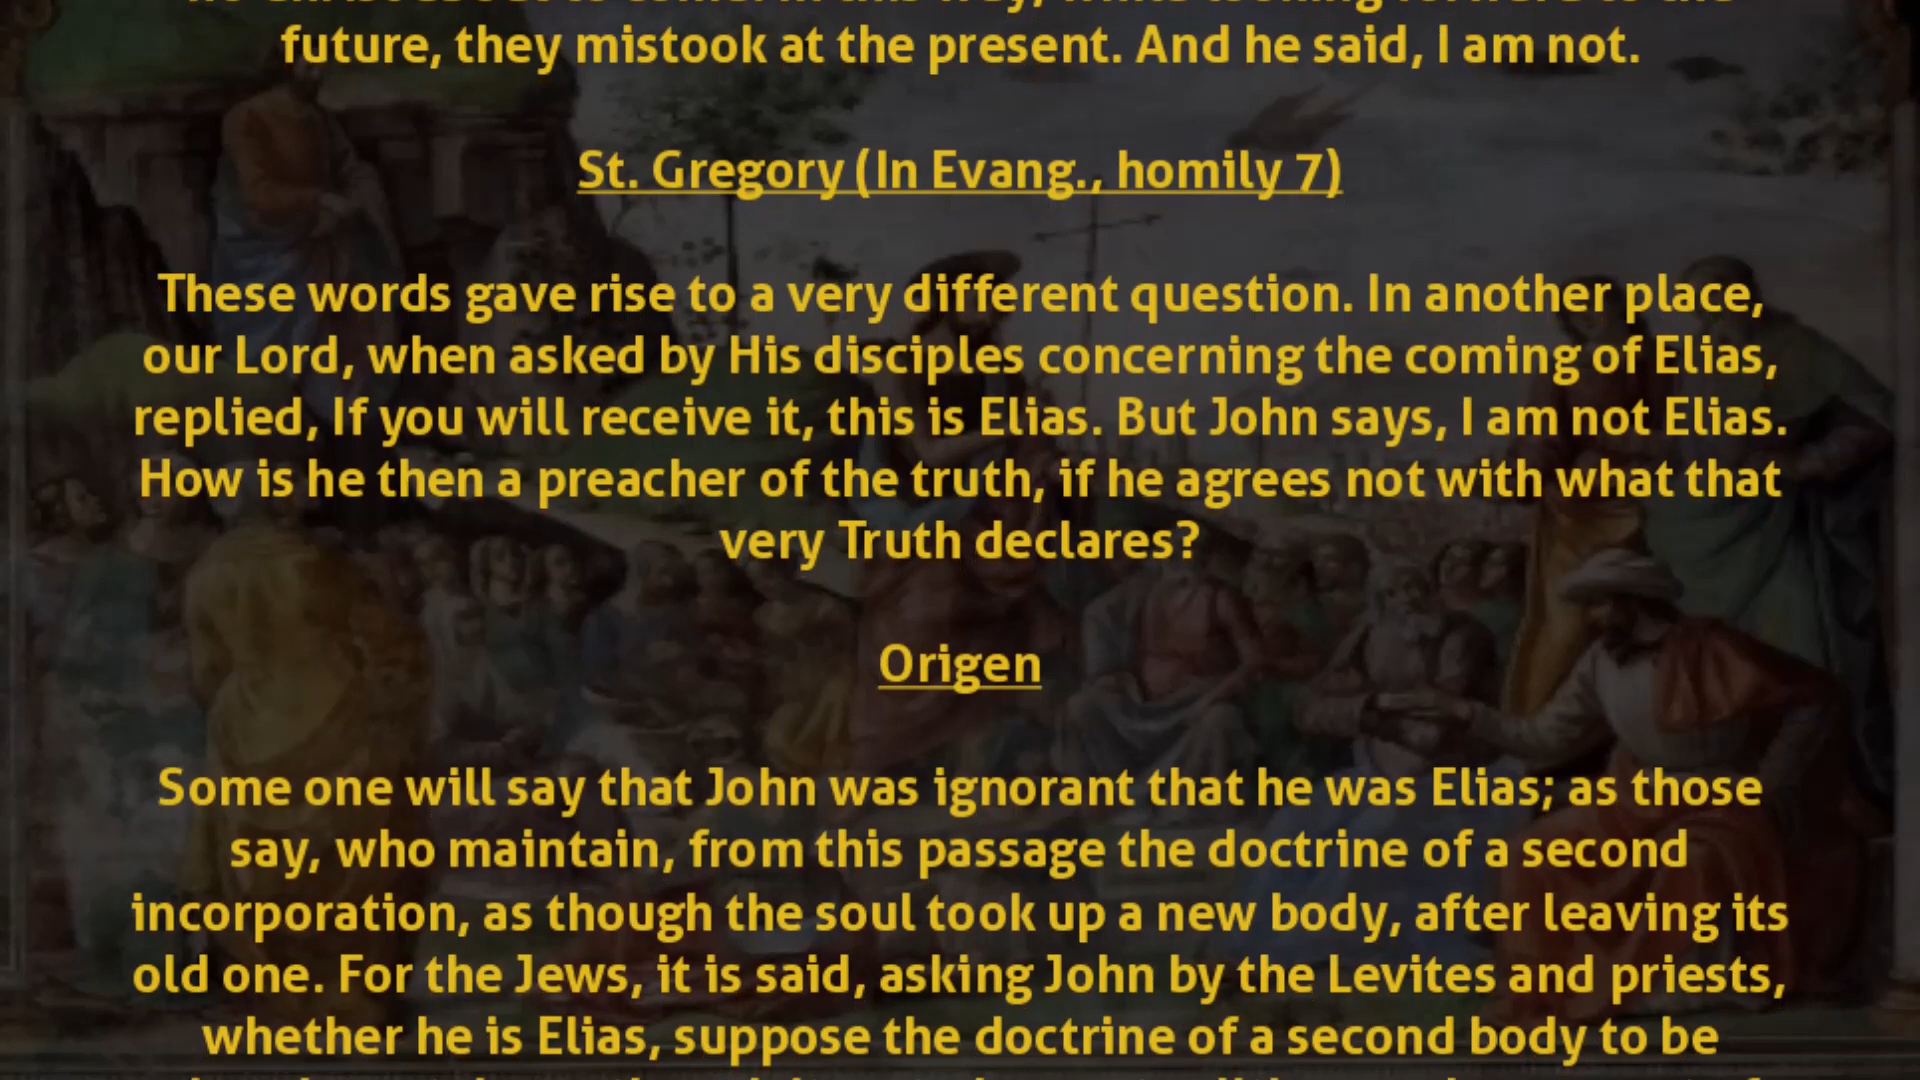 future, they mistook at the present. And he said, I am not.
St. Gregory (In Evang., homily 7)
These words gave rise to a very different question. In another place,
our Lord, when asked by His disciples concerning the coming of Elias,
replied, If you will receive it, this is Elias. But John says, I am not Elias.
How is he then a preacher of the truth, if he agrees not with what that
very Truth declares?
Origen
Some one will say that John was ignorant that he was Elias; as those
say, who maintain, from this passage the doctrine of a second
incorporation, as though the soul took up a new body, after leaving its
old one. For the Jews, it is said, asking John by the Levites and priests,
whether he is Elias, suppose the doctrine of a second body to be